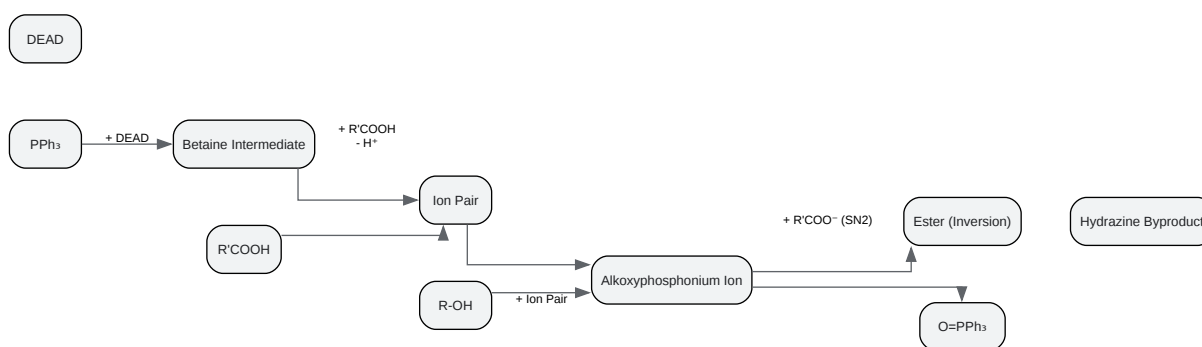 DEAD
PPh₃
+ DEAD
Betaine Intermediate
+ R'COOH
- H⁺
Ion Pair
R'COOH
R-OH
+ Ion Pair
Alkoxyphosphonium Ion
+ R'COO⁻ (SN2)
Ester (Inversion)
Hydrazine Byproduct
O=PPh₃